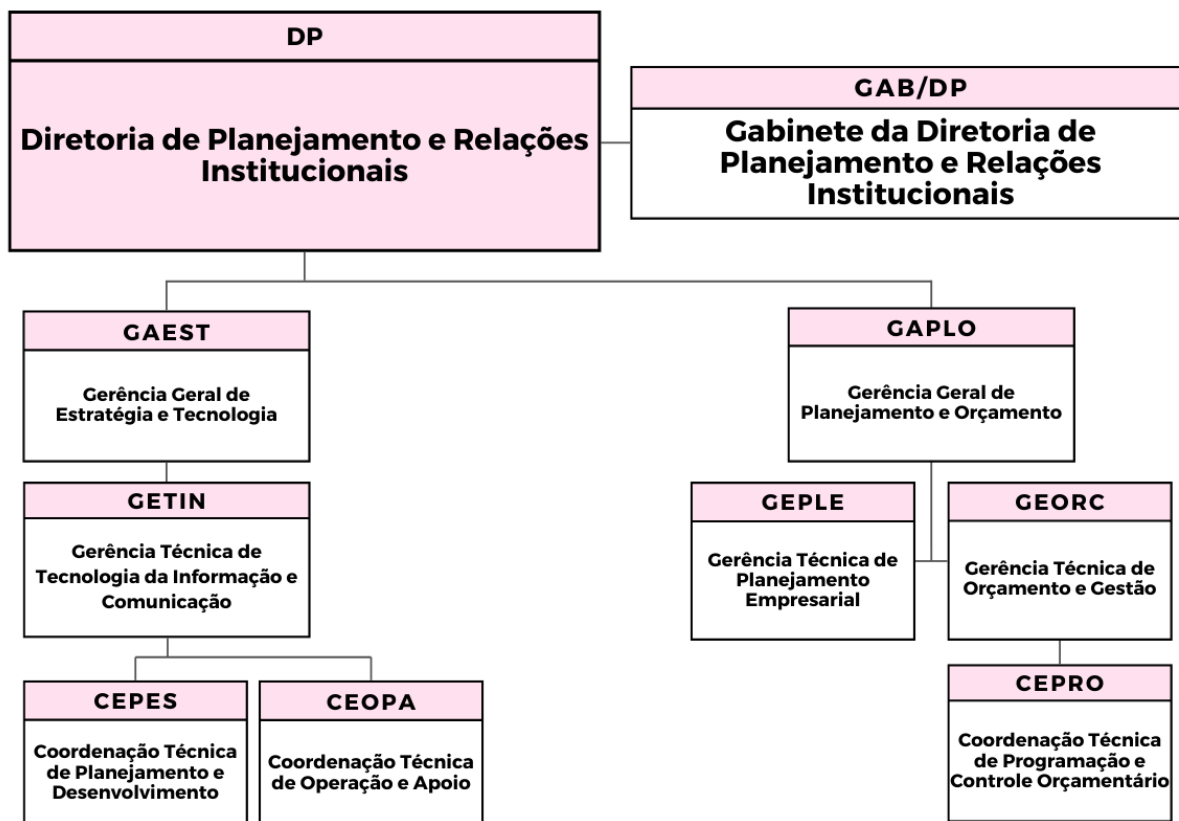 DP
Diretoria de Planejamento e Relações
Institucionais
GAB/DP
Gabinete da Diretoria de
Planejamento e Relações
Institucionais
GAEST
Gerência Geral de
Estratégia e Tecnologia
GAPLO
Gerência Geral de
Planejamento e Orçamento
GETIN
Gerência Técnica de
Tecnologia da Informação e
Comunicação
GEPLE
Gerência Técnica de
Planejamento
Empresarial
GEORC
Gerência Técnica de
Orçamento e Gestão
CEPES
Coordenação Técnica
de Planejamento e
Desenvolvimento
CEOPA
Coordenação Técnica
de Operação e Apoio
CEPRO
Coordenação Técnica
de Programação e
Controle Orçamentário